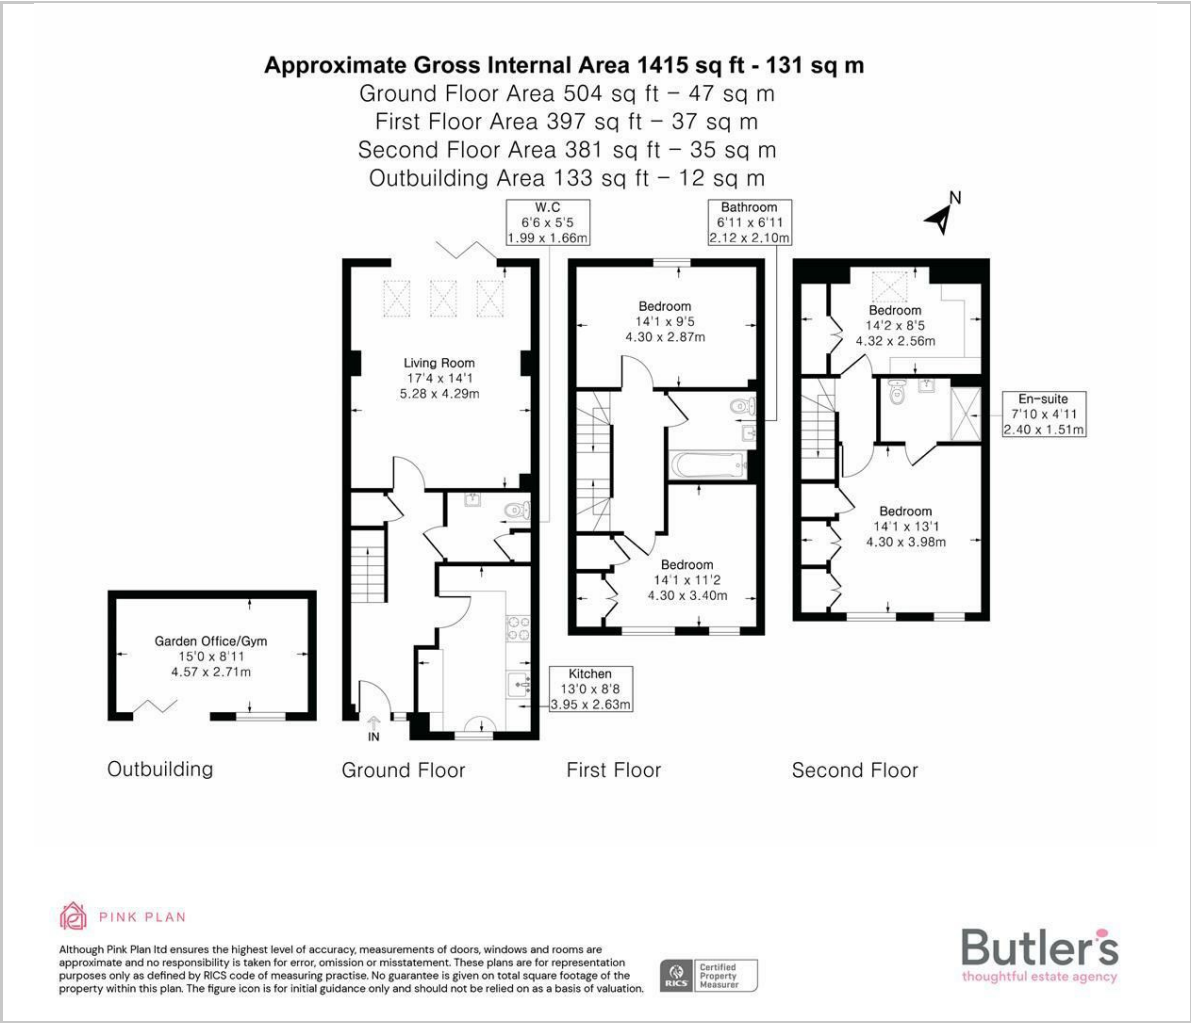 Approximate Gross Internal Area 1415 sq ft - 131 sq m
Ground Floor Area 504 sq ft – 47 sq m
First Floor Area 397 sq ft – 37 sq m
Second Floor Area 381 sq ft – 35 sq m
Outbuilding Area 133 sq ft – 12 sq m
N
W.C
6'6 x 5'5
1.99 x 1.66m
Bathroom
6'11 x 6'11
2.12 x 2.10m
Living Room
17'4 x 14'1
5.28 x 4.29m
Bedroom
14'1 x 9'5
4.30 x 2.87m
Bedroom
14'2 x 8'5
4.32 x 2.56m
En-suite
7'10 x 4'11
2.40 x 1.51m
Bedroom
14'1 x 13'1
4.30 x 3.98m
Bedroom
14'1 x 11'2
4.30 x 3.40m
Garden Office/Gym
15'0 x 8'11
4.57 x 2.71m
Kitchen
13'0 x 8'8
3.95 x 2.63m
IN
Outbuilding
Ground Floor
First Floor
Second Floor
PINK PLAN
Although Pink Plan ltd ensures the highest level of accuracy, measurements of doors, windows and rooms are
approximate and no responsibility is taken for error, omission or misstatement. These plans are for representation
purposes only as defined by RICS code of measuring practise. No guarantee is given on total square footage of the
property within this plan. The figure icon is for initial guidance only and should not be relied on as a basis of valuation.
RICS
Certified
Property
Measurer
Butler's
thoughtful estate agency